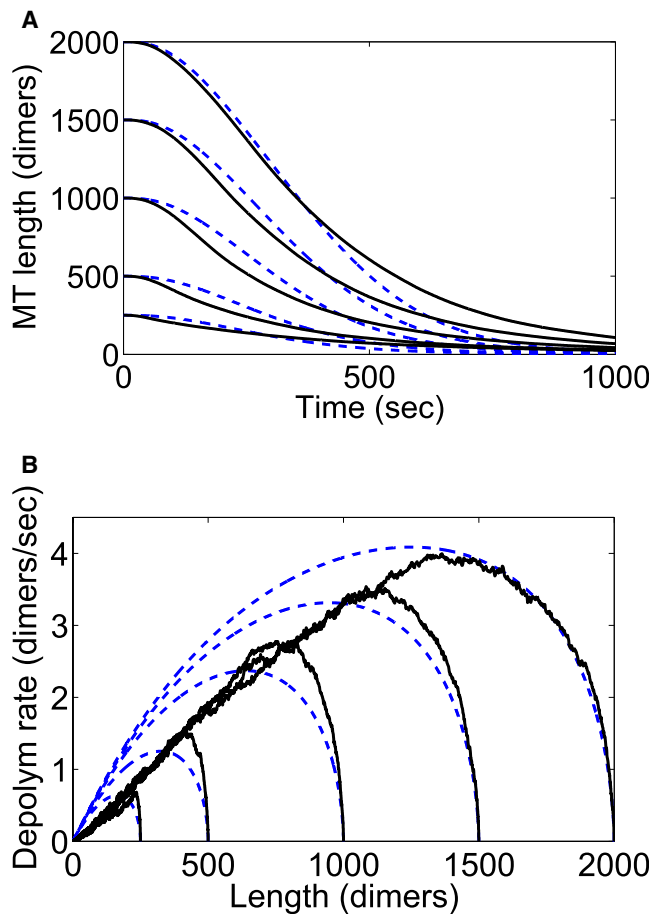 A
MT length (dimers)
2000
1500
1000
500
0
0 500 1000
Time (sec)
B
Depolym rate (dimers/sec)
4
3
2
1
0
0 500 1000 1500 2000
Length (dimers)